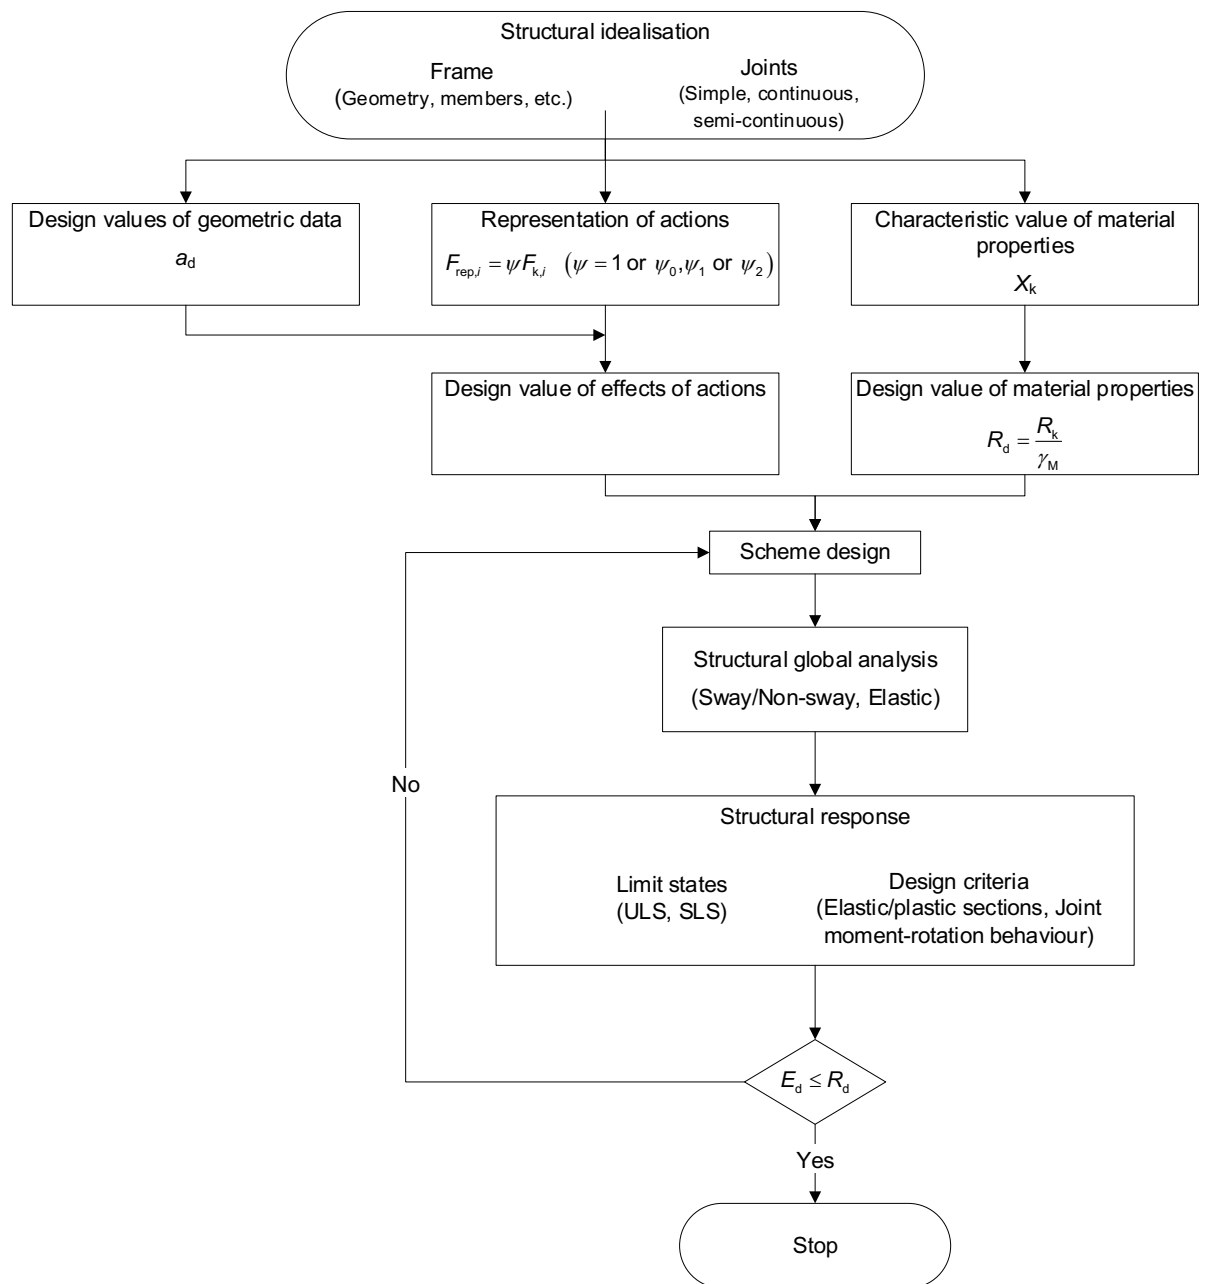 Structural idealisation
Frame
(Geometry, members, etc.)
Joints
(Simple, continuous,
semi-continuous)
Design values of geometric data
a_d
Representation of actions
F_rep,i = ψF_k,i (ψ = 1 or ψ_0, ψ_1 or ψ_2)
Characteristic value of material
properties
X_k
Design value of effects of actions
Design value of material properties
R_d = R_k / γ_M
Scheme design
Structural global analysis
(Sway/Non-sway, Elastic)
No
Structural response
Limit states
(ULS, SLS)
Design criteria
(Elastic/plastic sections, Joint
moment-rotation behaviour)
E_d ≤ R_d
Yes
Stop